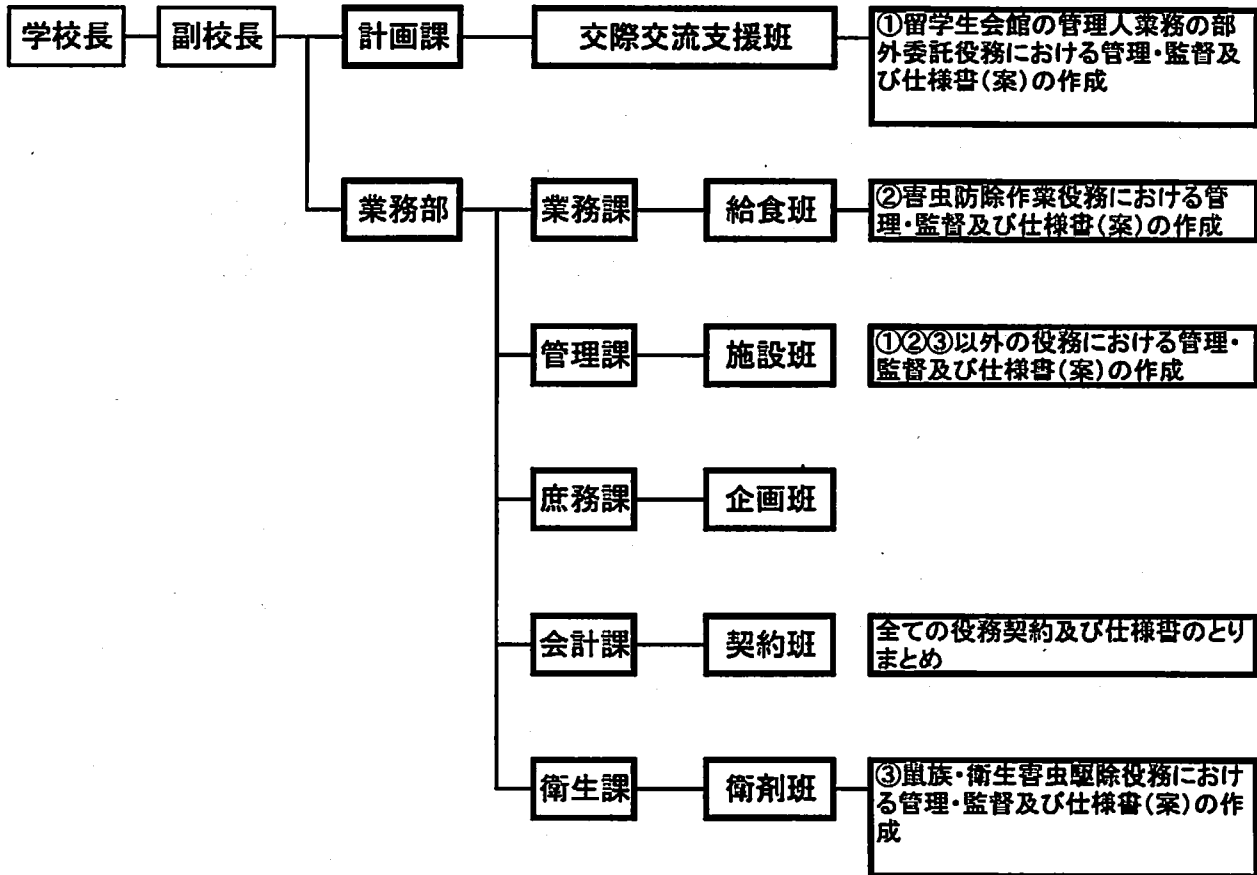 学校長
副校長
計画課
交際交流支援班
①留学生会館の管理人業務の部
外委託役務における管理・監督及
び仕様書(案)の作成
業務部
業務課
給食班
②害虫防除作業役務における管
理・監督及び仕様書(案)の作成
管理課
施設班
①②③以外の役務における管理・
監督及び仕様書(案)の作成
庶務課
企画班
会計課
契約班
全ての役務契約及び仕様書のとり
まとめ
衛生課
衛剤班
③鼠族・衛生害虫駆除役務におけ
る管理・監督及び仕様書(案)の作
成